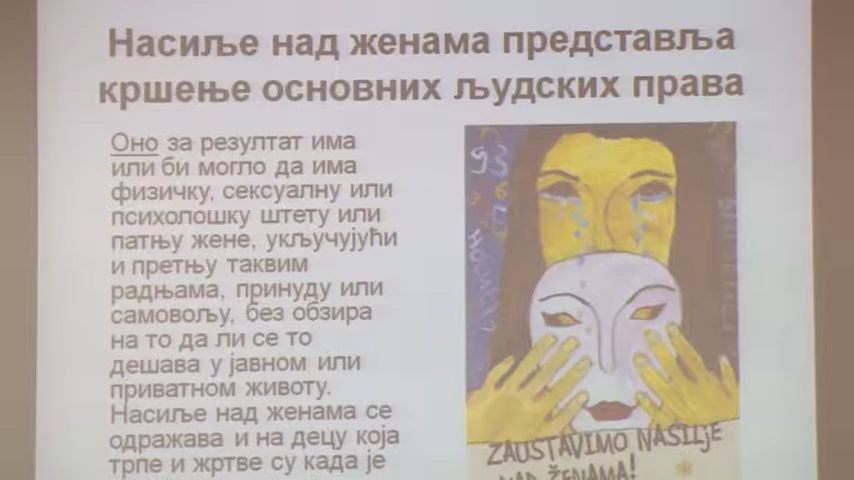 Насиље над женама представља
кршење основних људских права
Оно за резултат има
или би могло да има
физичку, сексуалну или
психолошку штету или
патњу жене, укључујући
и претњу таквим
радњама, принуду или
самовољу, без обзира
на то да ли се то
дешава у јавном или
приватном животу.
Насиље над женама се
одражава и на децу која
трпе и жртве су када је
ZAUSTAVIMO NASILjE
NAD ŽENAMA!